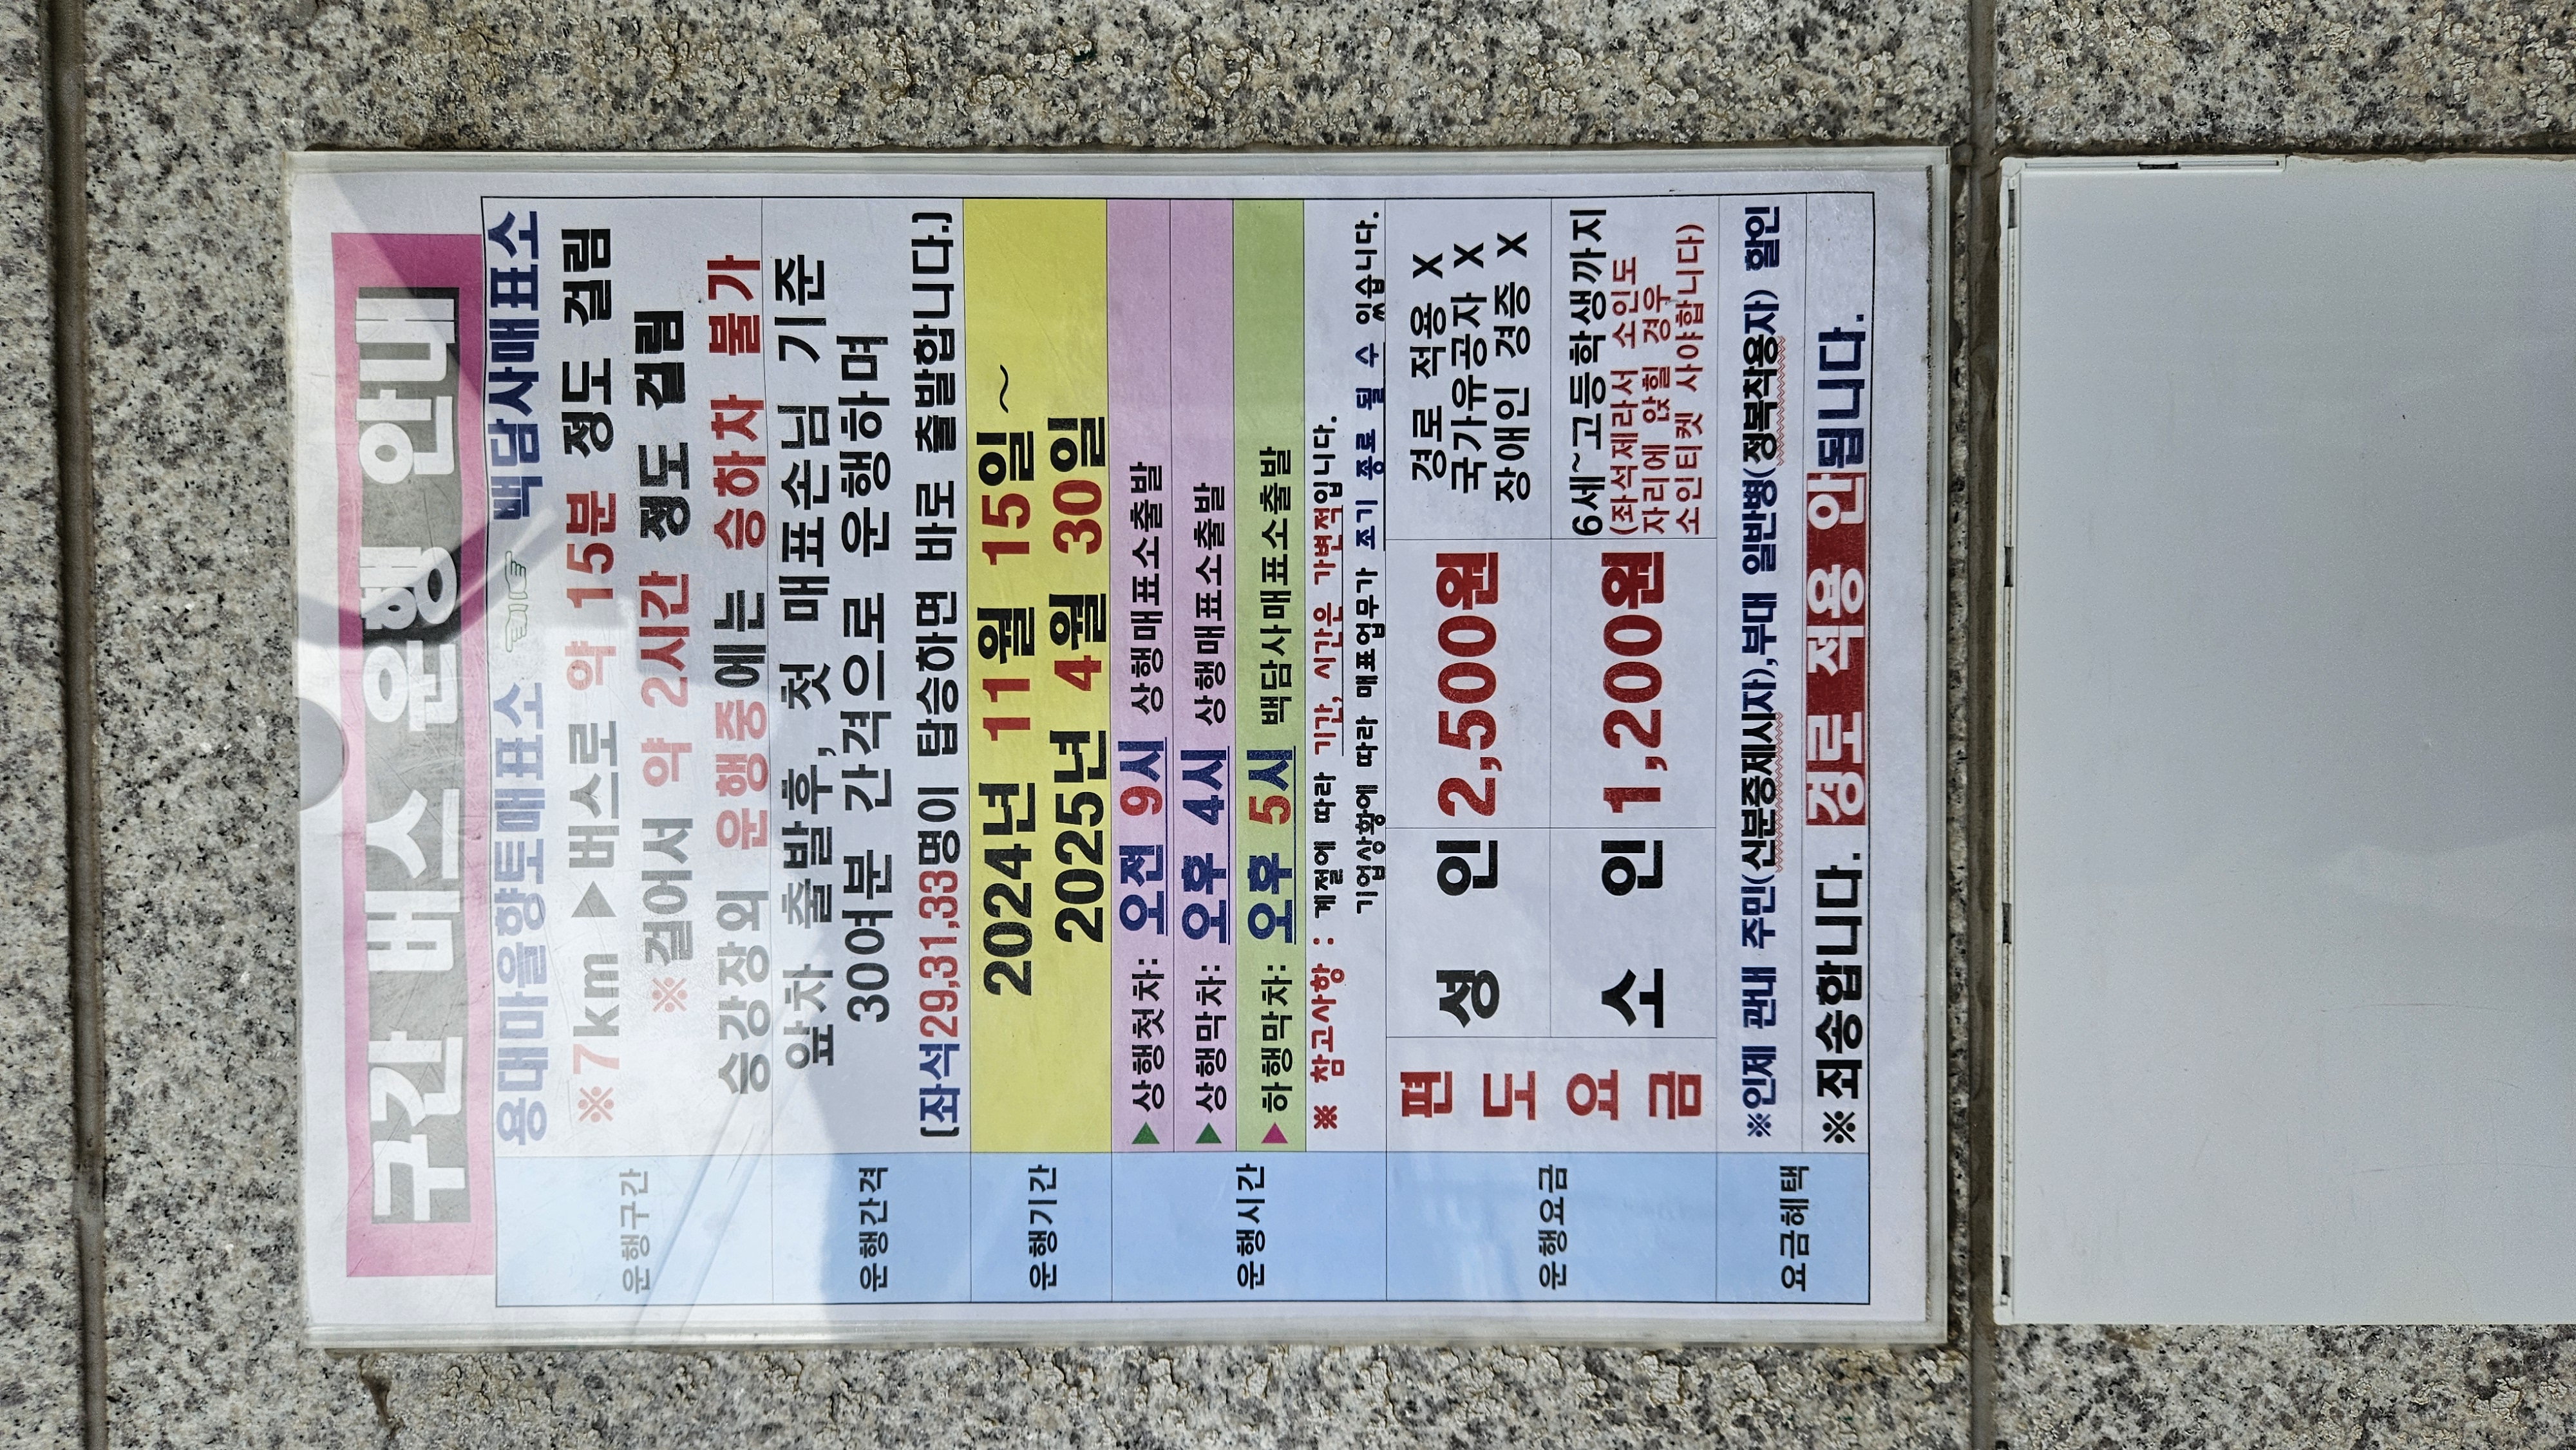 구간 버스 운행 안내
운행구간
용대마을향토매표소 백담사매표소
※7km ▶버스로 약 15분 정도 걸림
※걸어서 약 2시간 정도 걸림
승강장외 운행중에는 승하차 불가
운행간격
앞차 출발후, 첫 매표손님 기준
30여분 간격으로 운행하며
(좌석29,31,33명이 탑승하면 바로 출발합니다.)
운행기간
2024년 11월 15일~
2025년 4월 30일
운행시간
▶상행첫차: 오전 9시 상행매표소출발
▶상행막차: 오후 4시 상행매표소출발
▶하행막차: 오후 5시 백담사매표소출발
※ 참고사항 : 계절에 따라 기간, 시간은 가변적입니다.
기업상황에 따라 매표업무가 조기 종료 될 수 있습니다.
운행요금
편도요금
성 인
2,500원
경로 적용 X
국가유공자 X
장애인 경증 X
소 인
1,200원
6세~고등학생까지
(좌석제라서 소인도
자리에 앉힐 경우
소인티켓 사야합니다)
요금혜택
※인제 관내 주민(신분증제시자),부대 일반병(정복착용자) 할인
※죄송합니다. 경로 적용 안됩니다.